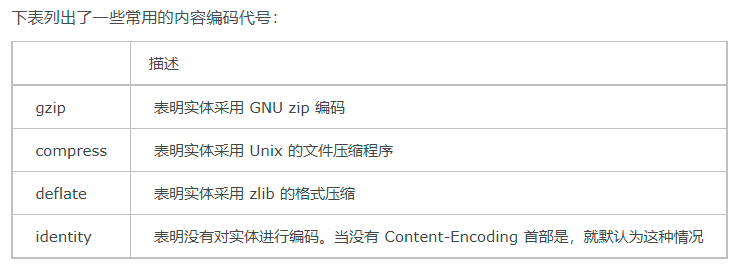 下表列出了一些常用的内容编码代号：
描述
gzip 表明实体采用 GNU zip 编码
compress 表明实体采用 Unix 的文件压缩程序
deflate 表明实体采用 zlib 的格式压缩
identity 表明没有对实体进行编码。当没有 Content-Encoding 首部是，就默认为这种情况